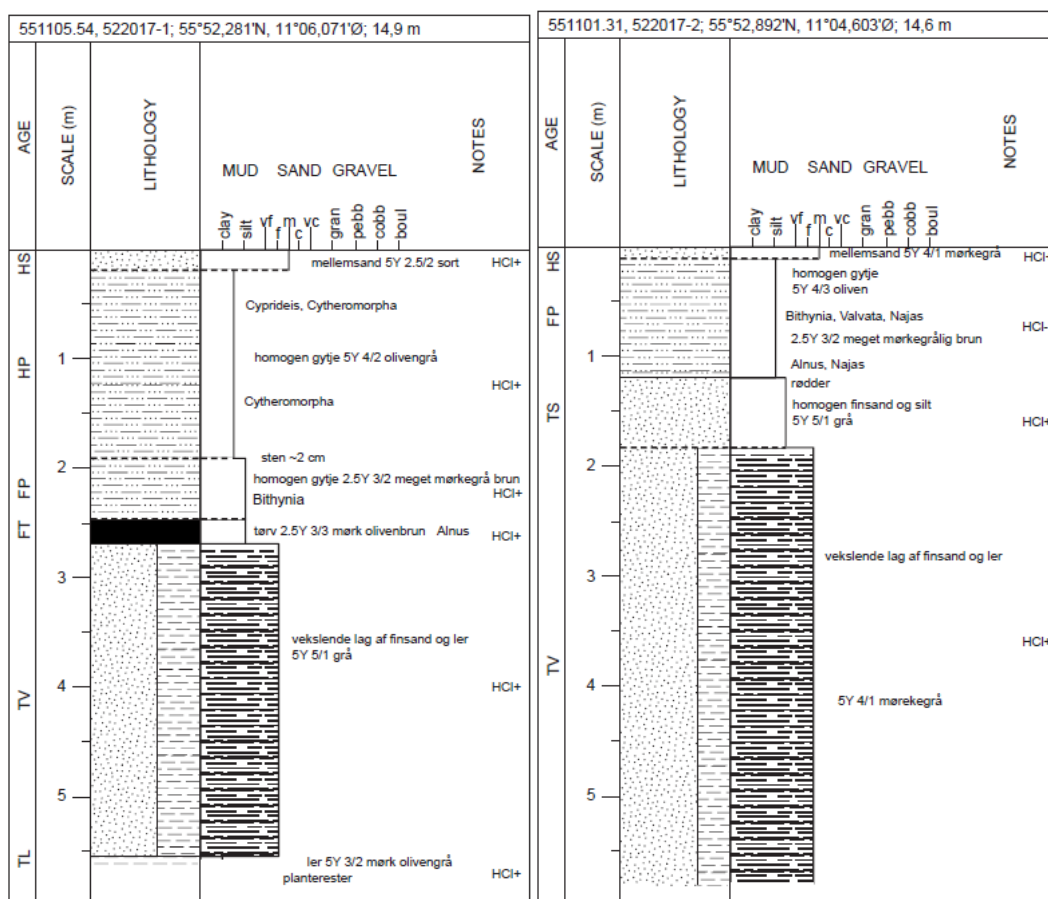 551105.54, 522017-1; 55°52,281'N, 11°06,071'Ø; 14,9 m
AGE
SCALE (m)
LITHOLOGY
MUD SAND GRAVEL
NOTES
clay
silt
vf
f
m
c
vc
gran
pebb
cobb
boul
HS
mellemsand 5Y 2.5/2 sort
HCl+
Cyprideis, Cytheromorpha
HP
1
homogen gytje 5Y 4/2 olivengrå
HCl+
Cytheromorpha
sten ~2 cm
2
FP
homogen gytje 2.5Y 3/2 meget mørkegrå brun
HCl+
Bithynia
FT
tørv 2.5Y 3/3 mørk olivenbrun Alnus
HCl+
3
vekslende lag af finsand og ler
5Y 5/1 grå
4
HCl+
TV
5
TL
ler 5Y 3/2 mørk olivengrå
planterester
HCl+
551101.31, 522017-2; 55°52,892'N, 11°04,603'Ø; 14,6 m
AGE
SCALE (m)
LITHOLOGY
MUD SAND GRAVEL
NOTES
clay
silt
vf
f
m
c
vc
gran
pebb
cobb
boul
HS
mellemsand 5Y 4/1 mørkegrå
HCl+
homogen gytje
5Y 4/3 oliven
FP
Bithynia, Valvata, Najas
HCl-
2.5Y 3/2 meget mørkegrålig brun
1
Alnus, Najas
rødder
TS
homogen finsand og silt
5Y 5/1 grå
HCl+
2
vekslende lag af finsand og ler
3
HCl+
TV
4
5Y 4/1 mørekegrå
5